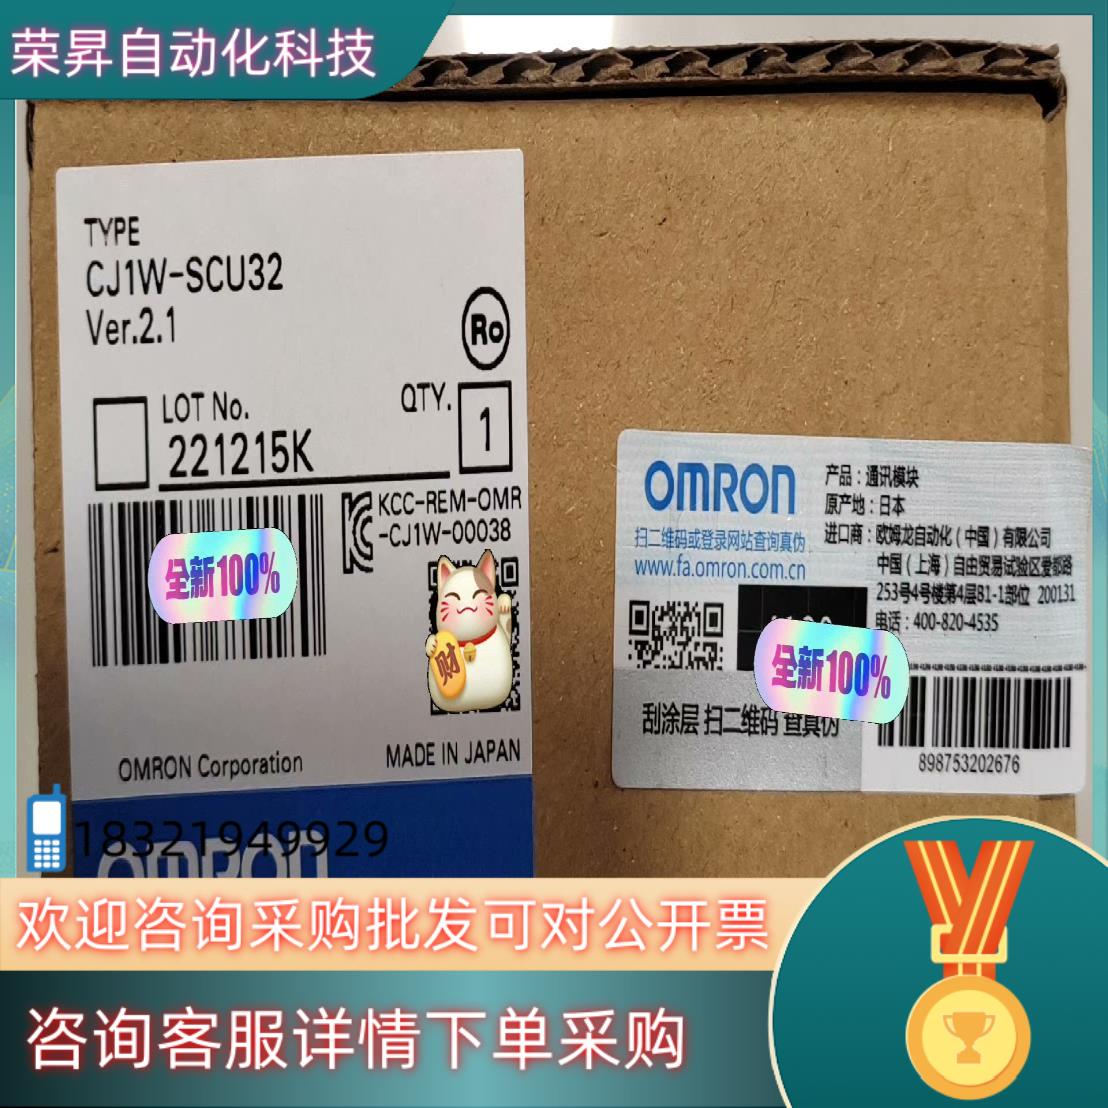 荣昇自动化科技
TYPE
CJ1W-SCU32
Ver.2.1
Ro
LOT No.
221215K
QTY.
1
KCC-REM-OMR
-CJ1W-00038
全新100%
财
OMRON Corporation
MADE IN JAPAN
OMRON
18321949929
OMRON
扫二维码或登录网站查询真伪
www.fa.omron.com.cn
产品：通讯模块
原产地：日本
进口商：欧姆龙自动化（中国）有限公司
中国（上海）自由贸易试验区爱都路
253号4号楼第4层B1-1部位 200131
电话：400-820-4535
全新100%
刮涂层 扫二维码 查真伪
898753202676
欢迎咨询采购批发可对公开票
咨询客服详情下单采购